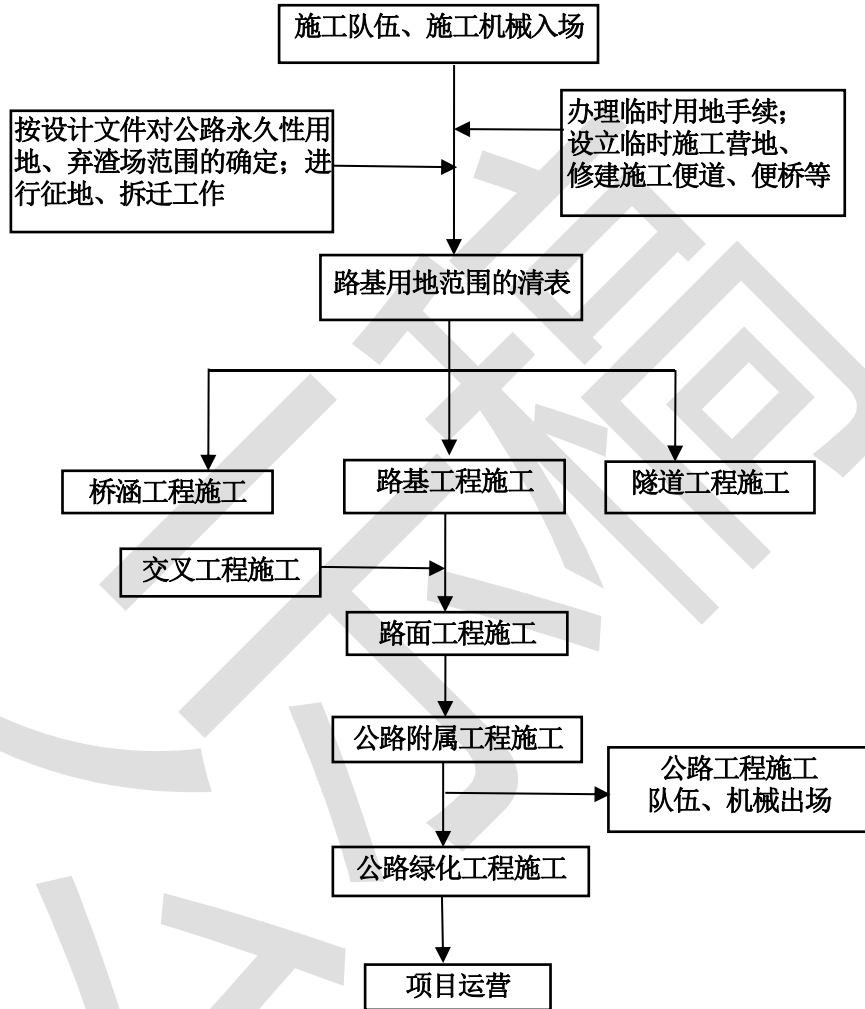 施工队伍、施工机械入场
办理临时用地手续；
设立临时施工营地、
修建施工便道、便桥等
按设计文件对公路永久性用
地、弃渣场范围的确定；进
行征地、拆迁工作
路基用地范围的清表
桥涵工程施工
路基工程施工
隧道工程施工
交叉工程施工
路面工程施工
公路附属工程施工
公路工程施工
队伍、机械出场
公路绿化工程施工
项目运营